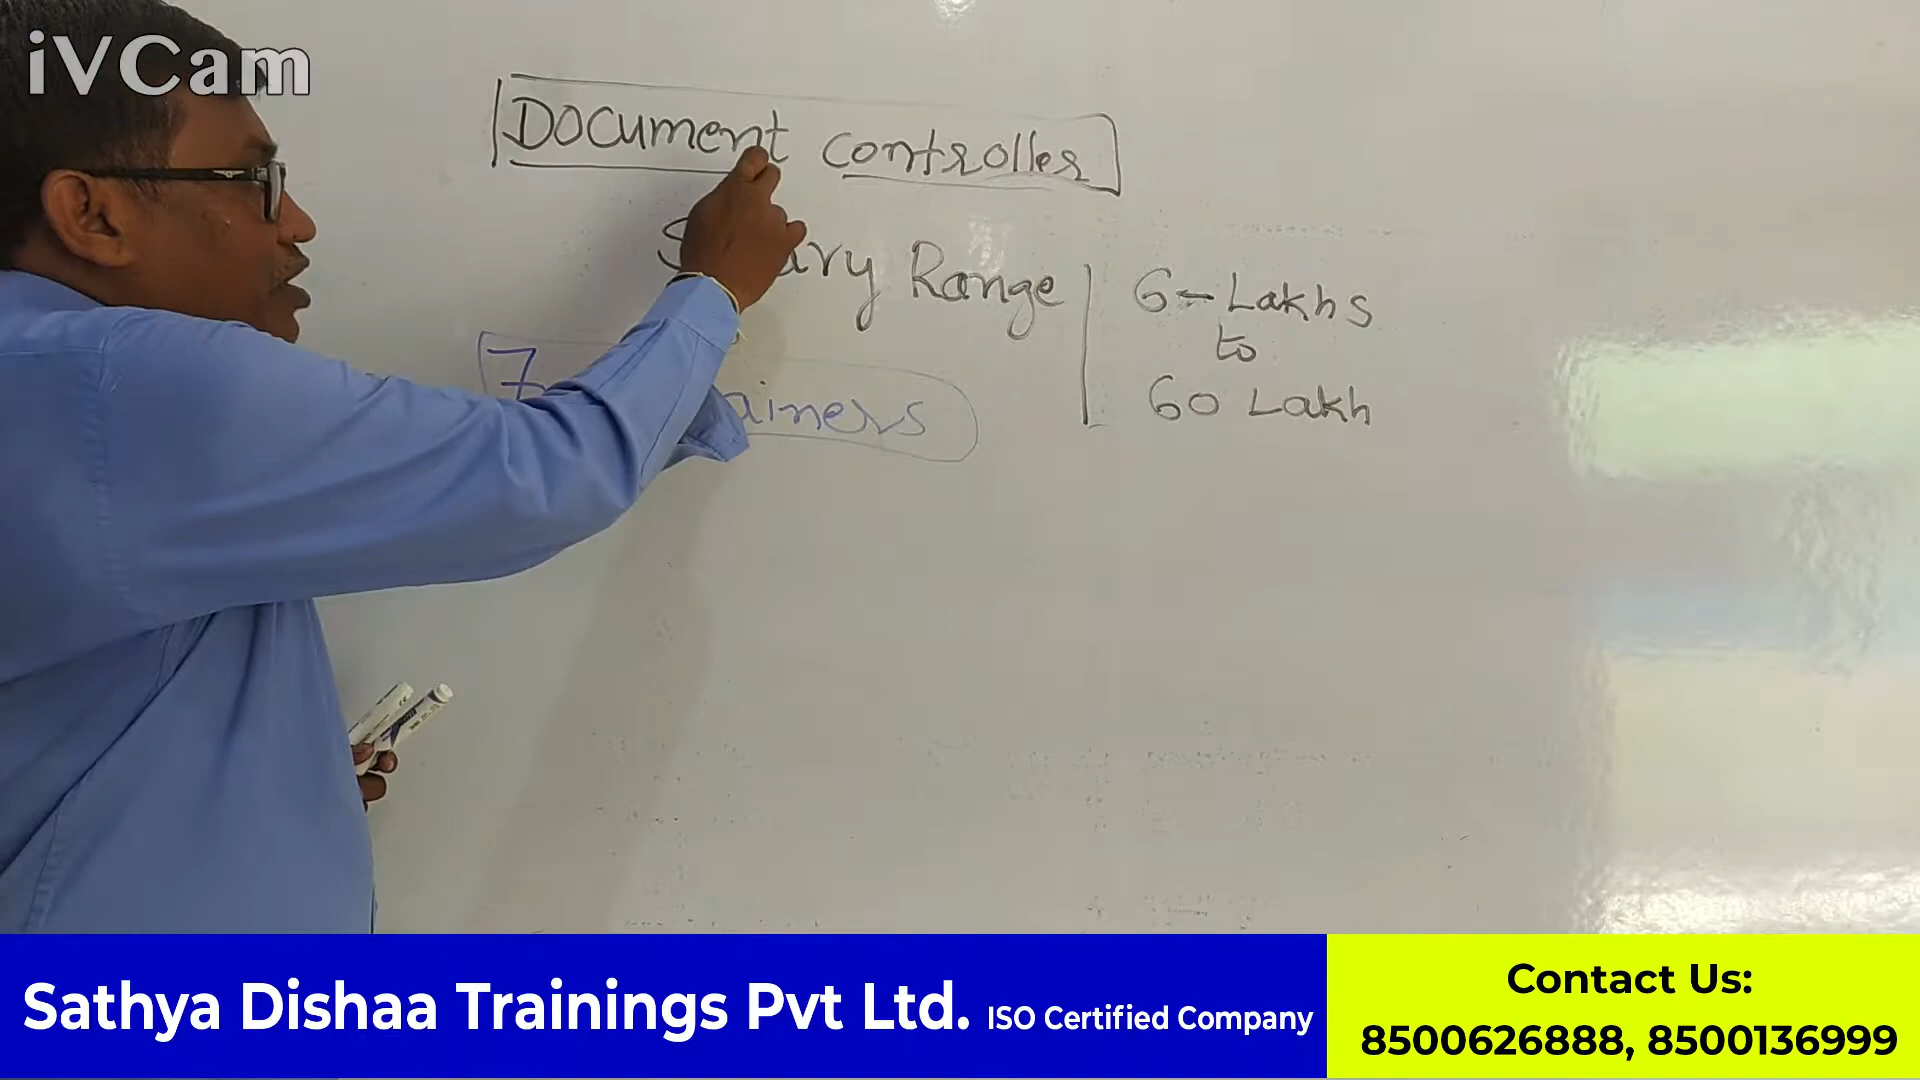 iVCam
Document Controller
Range
6 - Lakhs
to
60 Lakh
7
Sathya Dishaa Trainings Pvt Ltd. ISO Certified Company
Contact Us:
8500626888, 8500136999